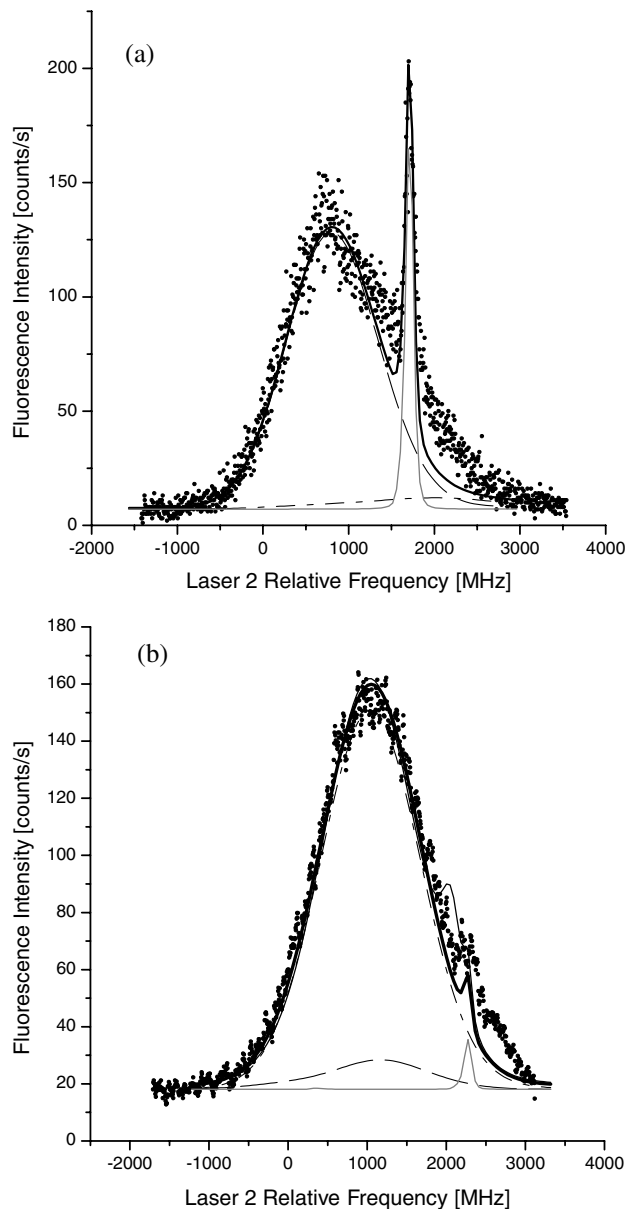 (a)
200
150
100
50
0
Fluorescence Intensity [counts/s]
-2000 -1000 0 1000 2000 3000 4000
Laser 2 Relative Frequency [MHz]
(b)
180
160
140
120
100
80
60
40
20
0
Fluorescence Intensity [counts/s]
-2000 -1000 0 1000 2000 3000 4000
Laser 2 Relative Frequency [MHz]